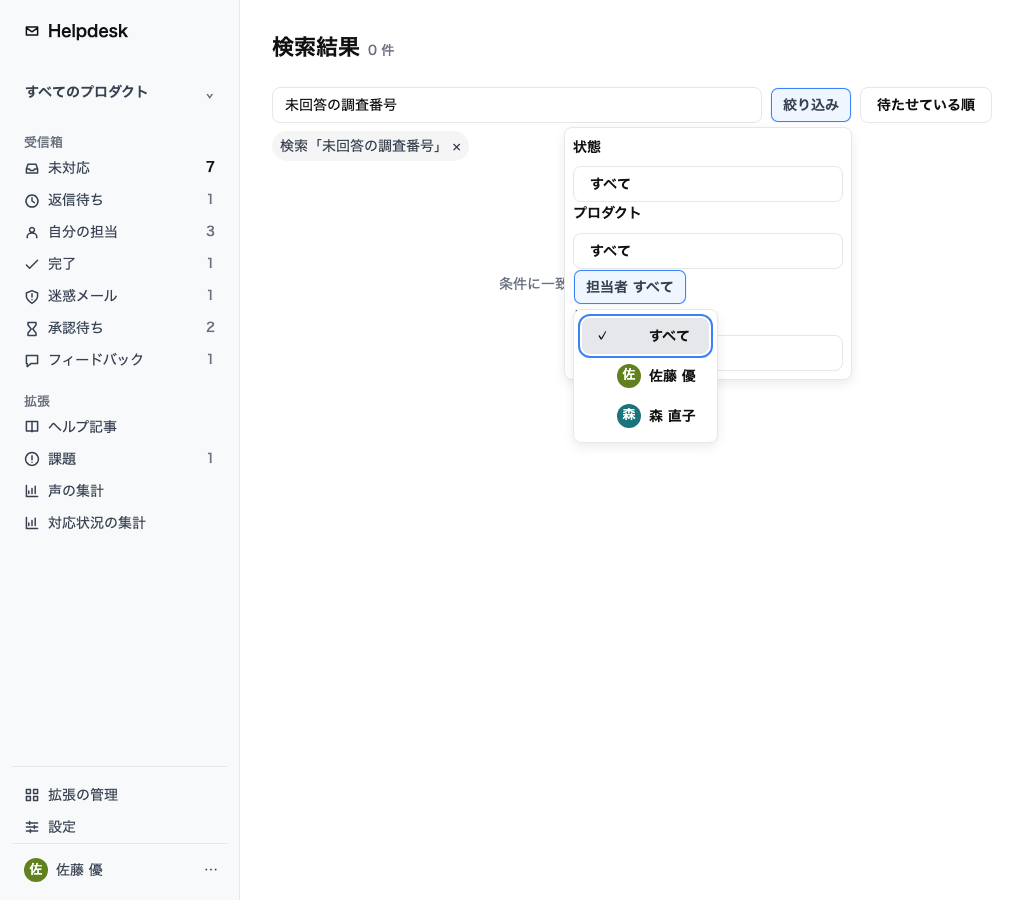 Helpdesk
すべてのプロダクト
受信箱
未対応 7
返信待ち 1
自分の担当 3
完了 1
迷惑メール 1
承認待ち 2
フィードバック 1
拡張
ヘルプ記事
課題 1
声の集計
対応状況の集計
拡張の管理
設定
佐 佐藤 優 …
検索結果 0 件
未回答の調査番号 絞り込み 待たせている順
検索「未回答の調査番号」 ×
条件に一致
状態
すべて
プロダクト
すべて
担当者 すべて
✓ すべて
佐 佐藤 優
森 森 直子